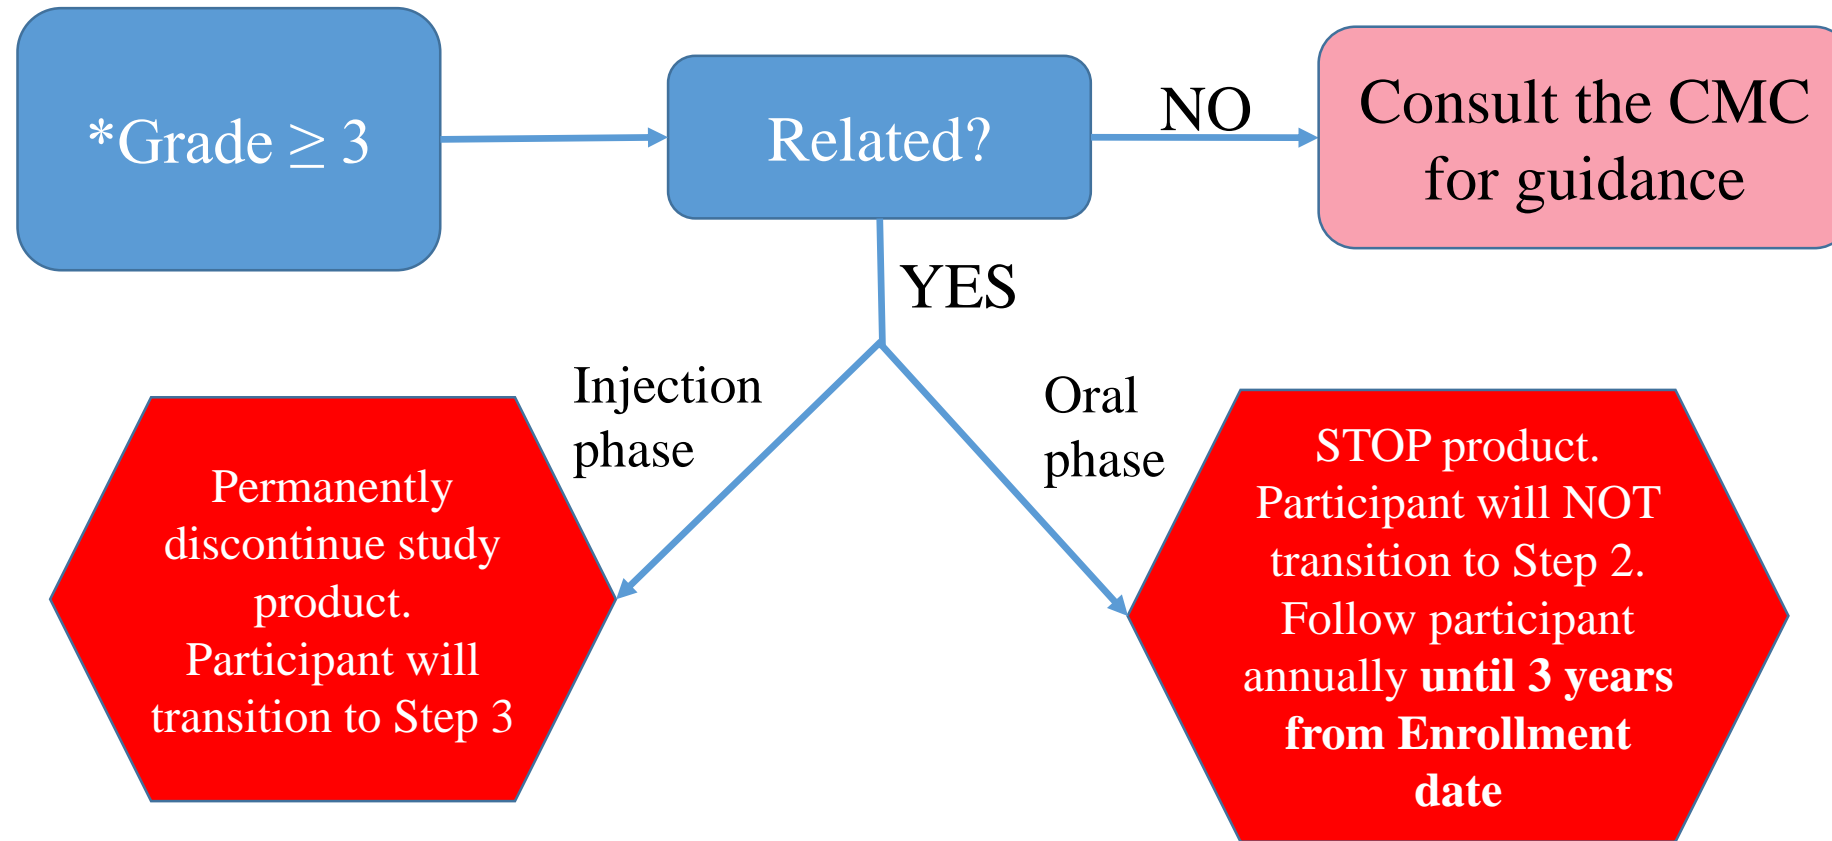 *Grade ≥ 3
Related?
NO
Consult the CMC
for guidance
YES
Injection
phase
Oral
phase
Permanently
discontinue study
product.
Participant will
transition to Step 3
STOP product.
Participant will NOT
transition to Step 2.
Follow participant
annually until 3 years
from Enrollment
date